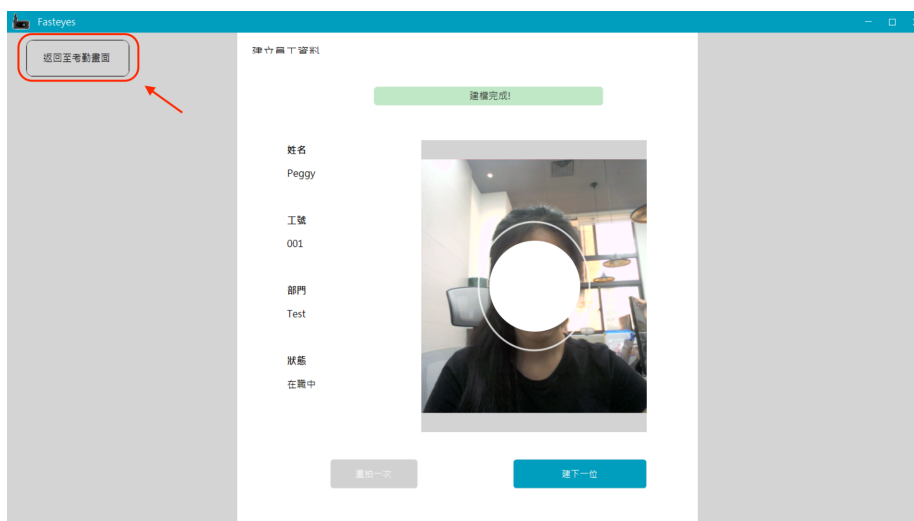 Fasteyes
返回至考勤畫面
建立員工資料
建檔完成!
姓名
Peggy
工號
001
部門
Test
狀態
在職中
重拍一次
建下一位